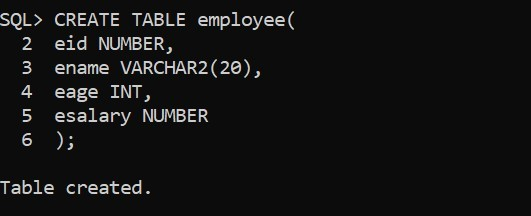 SQL> CREATE TABLE employee(
  2  eid NUMBER,
  3  ename VARCHAR2(20),
  4  eage INT,
  5  esalary NUMBER
  6  );
Table created.